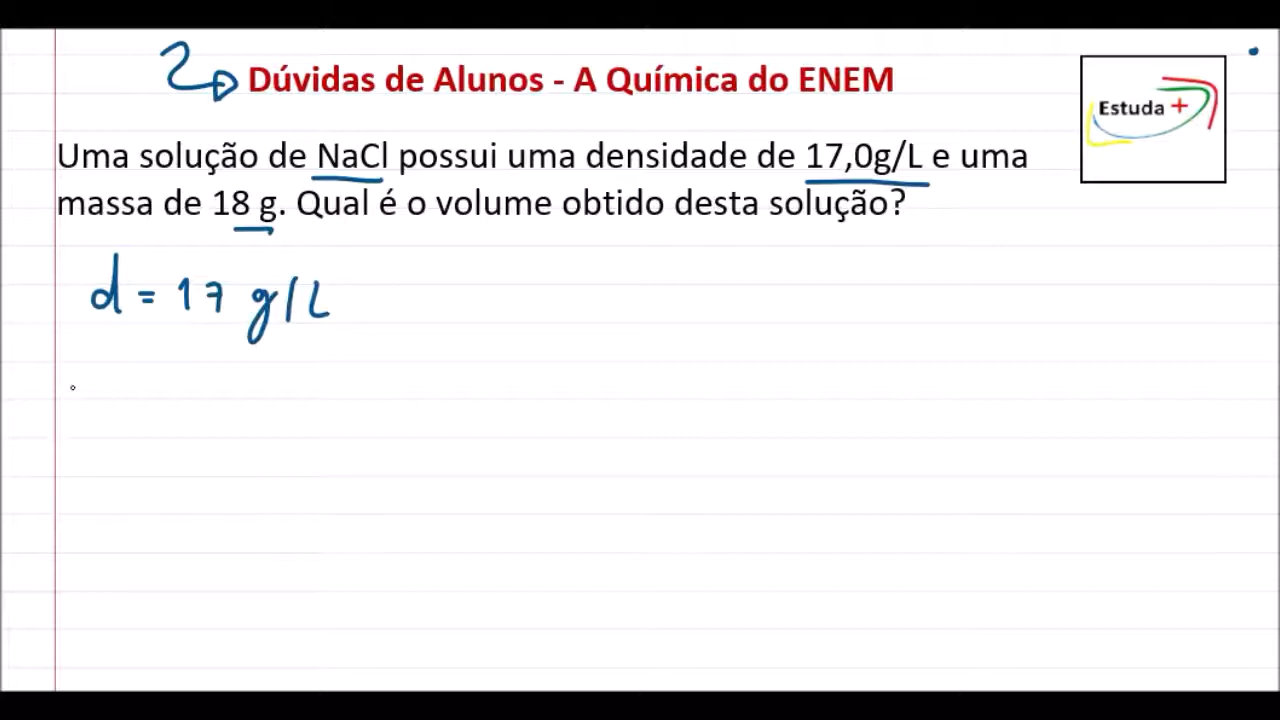 Dúvidas de Alunos - A Química do ENEM
Estuda +
Uma solução de NaCl possui uma densidade de 17,0g/L e uma
massa de 18 g. Qual é o volume obtido desta solução?
d = 17 g/L